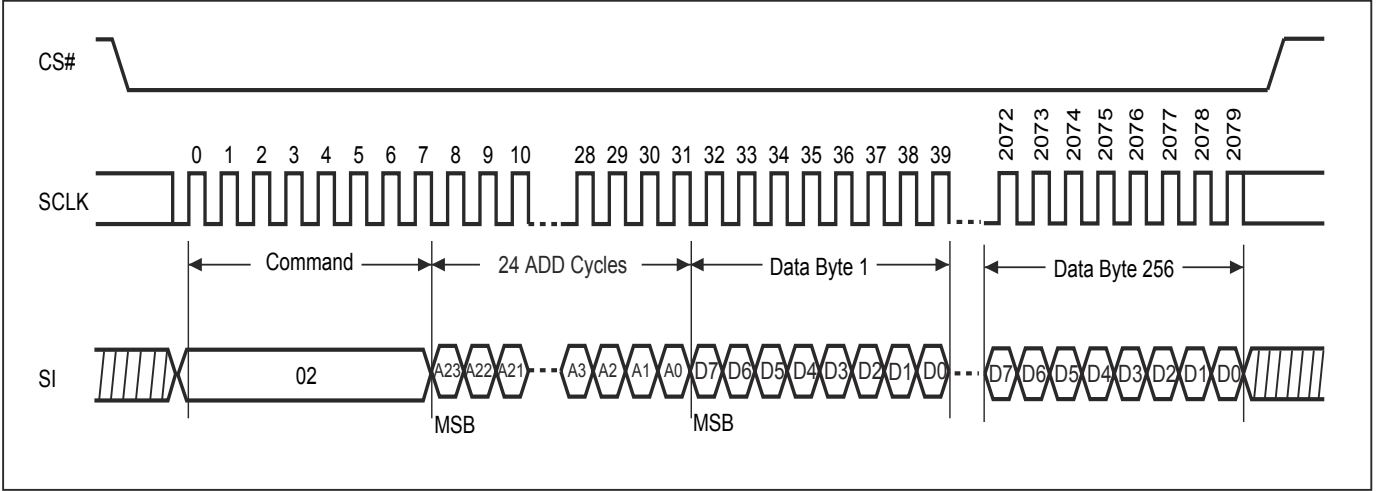 CS#
2072 2073 2074 2075 2076 2077 2078 2079
0 1 2 3 4 5 6 7 8 9 10 28 29 30 31 32 33 34 35 36 37 38 39
SCLK
Command 24 ADD Cycles Data Byte 1 Data Byte 256
SI 02 A23 A22 A21 A3 A2 A1 A0 D7 D6 D5 D4 D3 D2 D1 D0 D7 D6 D5 D4 D3 D2 D1 D0
MSB MSB